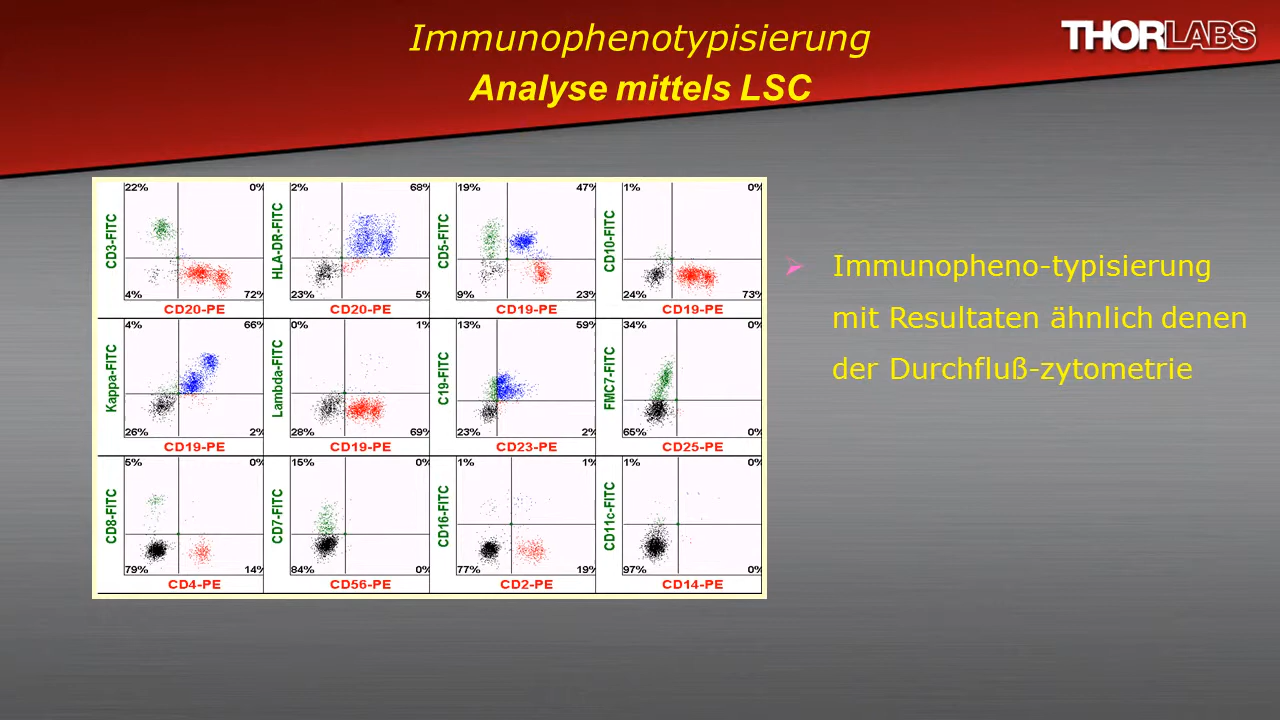 Immunophenotypisierung
Analyse mittels LSC
THORLABS
22% 0% 2% 68% 19% 47% 1% 0%
CD3-FITC HLA-DR-FITC CD5-FITC CD10-FITC
4% 72% 23% 5% 9% 23% 24% 73%
CD20-PE CD20-PE CD19-PE CD19-PE
4% 66% 0% 1% 13% 59% 34% 0%
Kappa-FITC Lambda-FITC C19-FITC FMC7-FITC
26% 2% 28% 69% 23% 2% 65% 0%
CD19-PE CD19-PE CD23-PE CD25-PE
5% 0% 15% 0% 1% 1% 1% 0%
CD8-FITC CD7-FITC CD16-FITC CD11c-FITC
79% 14% 84% 0% 77% 19% 97% 0%
CD4-PE CD56-PE CD2-PE CD14-PE
Immunopheno-typisierung
mit Resultaten ähnlich denen
der Durchfluß-zytometrie